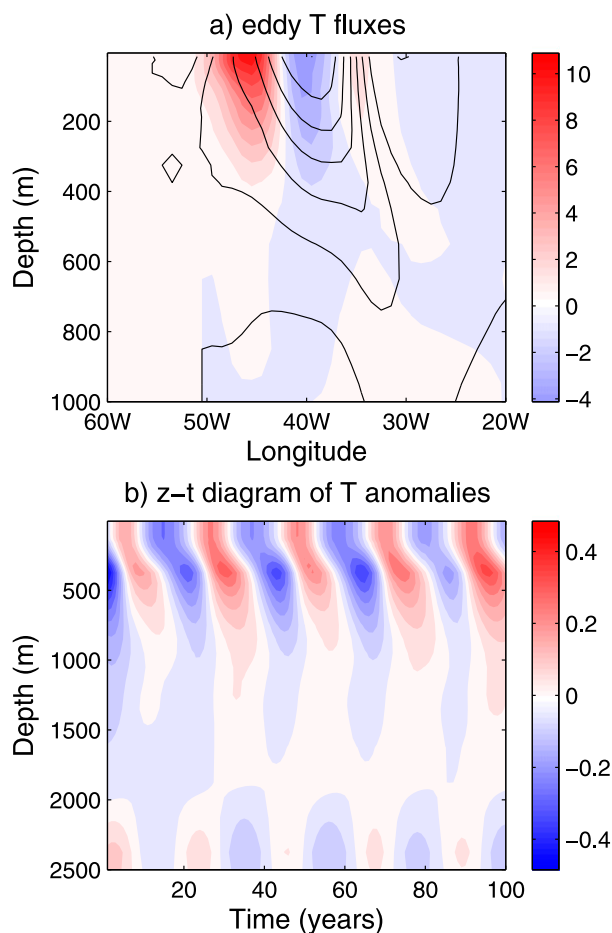 a) eddy T fluxes
Depth (m)
200
400
600
800
1000
60W 50W 40W 30W 20W
Longitude
10
8
6
4
2
0
−2
−4
b) z−t diagram of T anomalies
Depth (m)
500
1000
1500
2000
2500
20 40 60 80 100
Time (years)
0.4
0.2
0
−0.2
−0.4